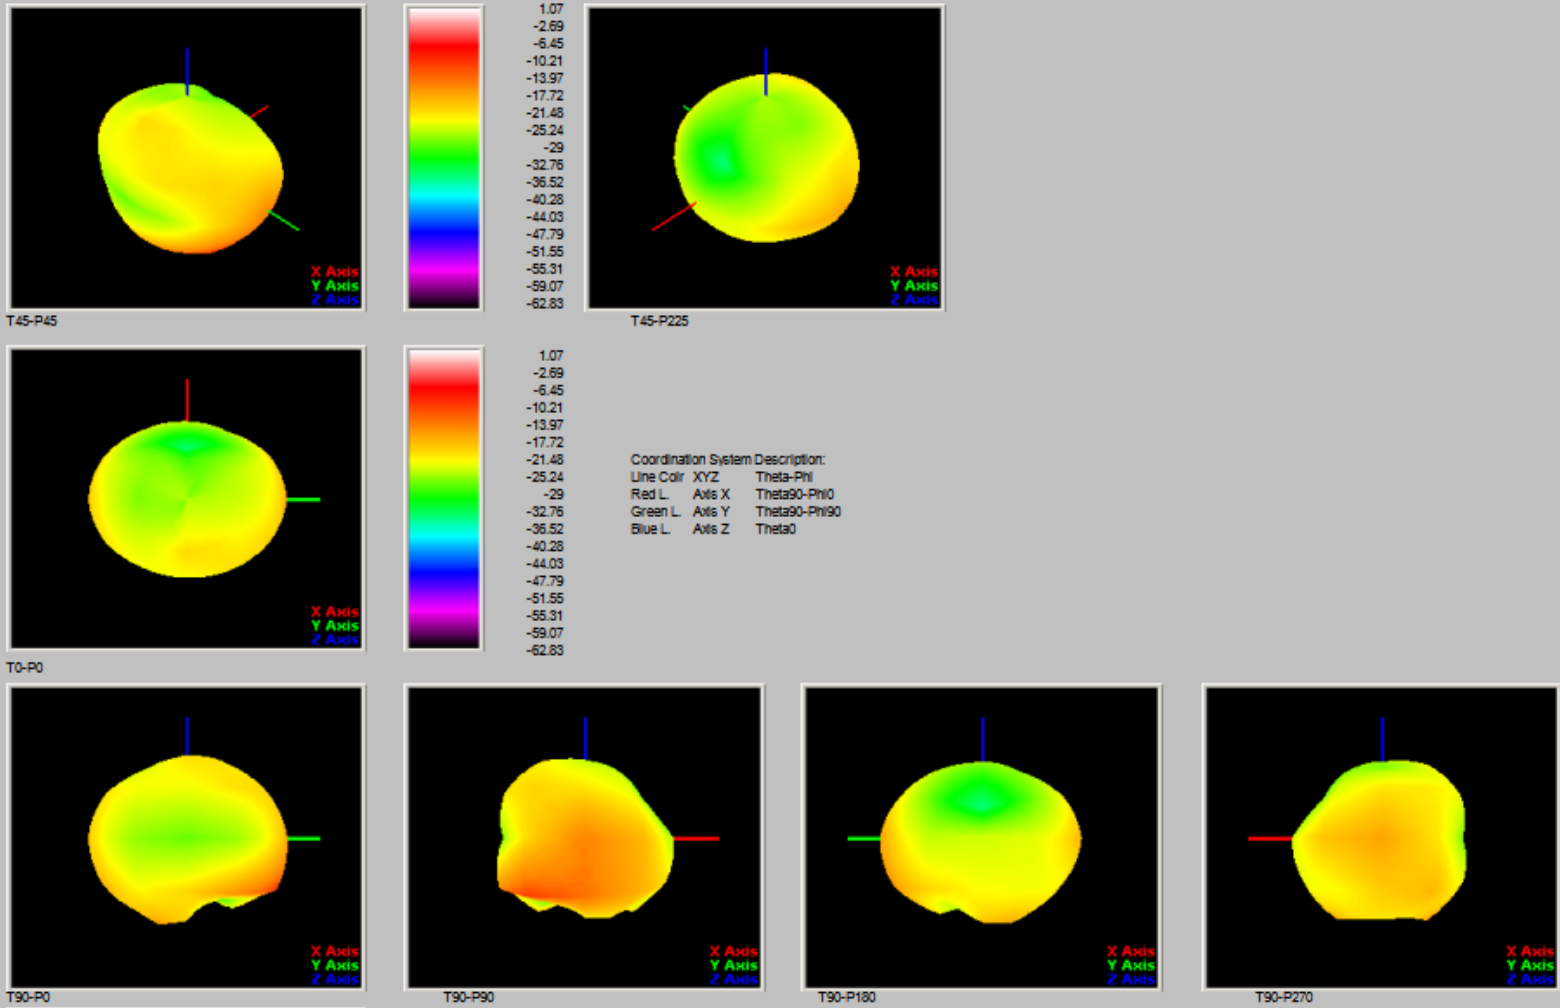 1.07
-2.69
-6.45
-10.21
-13.97
-17.72
-21.48
-25.24
-29
-32.76
-36.52
-40.28
-44.03
-47.79
-51.55
-55.31
-59.07
-62.83
X Axis
Y Axis
Z Axis
X Axis
Y Axis
Z Axis
T45-P45
T45-P225
1.07
-2.69
-6.45
-10.21
-13.97
-17.72
-21.48
-25.24
-29
-32.76
-36.52
-40.28
-44.03
-47.79
-51.55
-55.31
-59.07
-62.83
Coordination System Description:
Line Colr XYZ Theta-Phi
Red L. Axis X Theta90-Phi0
Green L. Axis Y Theta90-Phi90
Blue L. Axis Z Theta0
X Axis
Y Axis
Z Axis
T0-P0
X Axis
Y Axis
Z Axis
X Axis
Y Axis
Z Axis
X Axis
Y Axis
Z Axis
X Axis
Y Axis
Z Axis
T90-P0
T90-P90
T90-P180
T90-P270